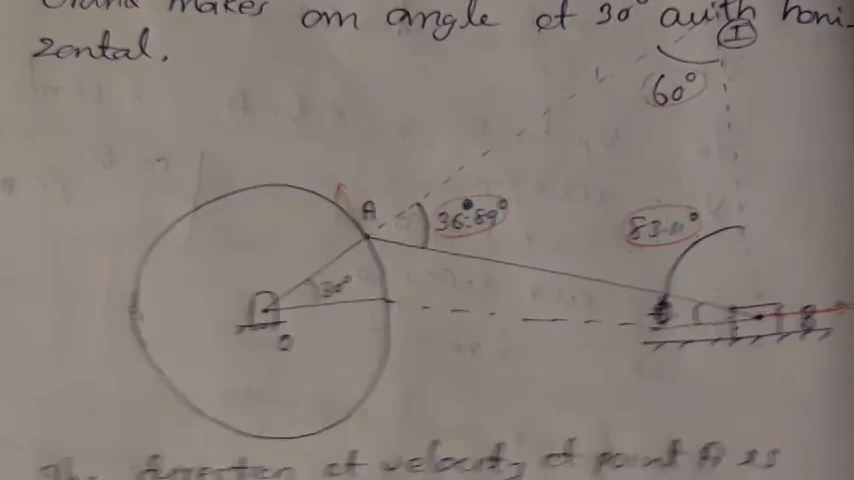 makes om angle of 30° with hori-
zontal.
I
60°
A
36.89°
83.11°
30°
O
B
The direction of velocity of point A is